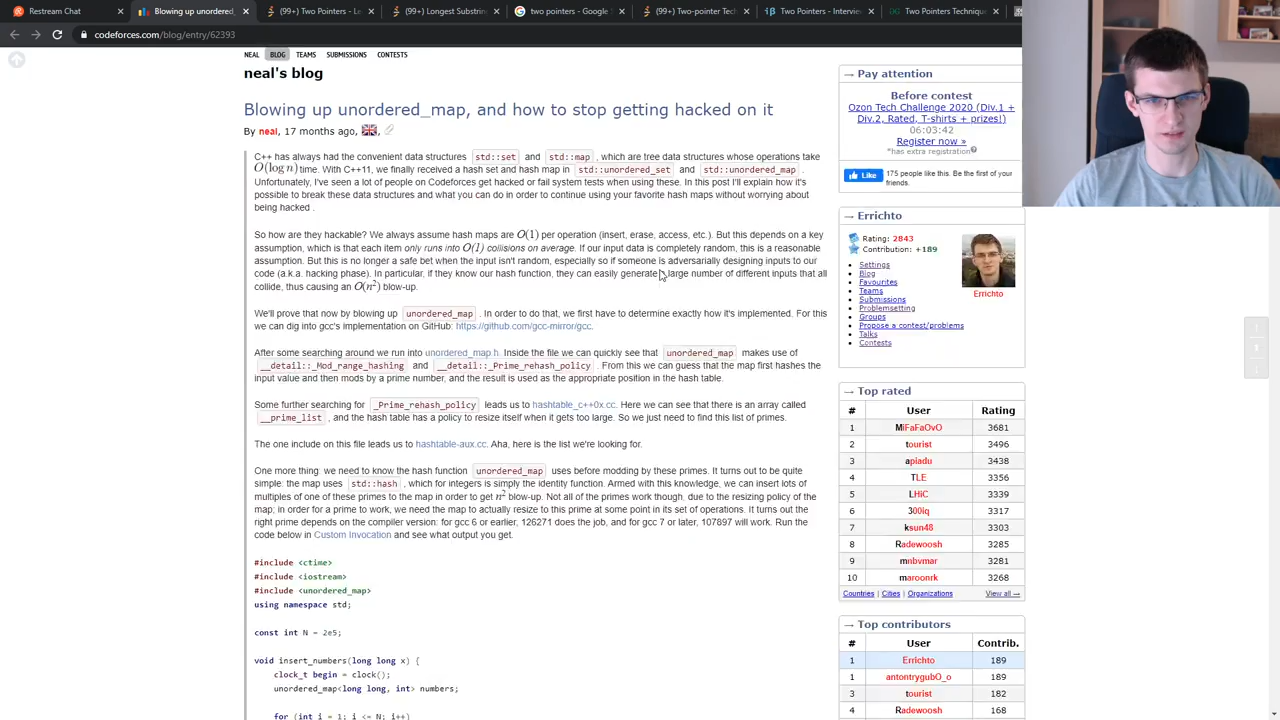 Restream Chat
Blowing up unordered_
(99+) Two Pointers - Le
(99+) Longest Substring
two pointers - Google S
(99+) Two-pointer Tech
Two Pointers - Interview
Two Pointers Technique
codeforces.com/blog/entry/62393
NEAL BLOG TEAMS SUBMISSIONS CONTESTS
neal's blog
Blowing up unordered_map, and how to stop getting hacked on it
By neal, 17 months ago,
C++ has always had the convenient data structures std::set and std::map , which are tree data structures whose operations take
O(log n) time. With C++11, we finally received a hash set and hash map in std::unordered_set and std::unordered_map .
Unfortunately, I've seen a lot of people on Codeforces get hacked or fail system tests when using these. In this post I'll explain how it's
possible to break these data structures and what you can do in order to continue using your favorite hash maps without worrying about
being hacked .
So how are they hackable? We always assume hash maps are O(1) per operation (insert, erase, access, etc.). But this depends on a key
assumption, which is that each item only runs into O(1) collisions on average. If our input data is completely random, this is a reasonable
assumption. But this is no longer a safe bet when the input isn't random, especially so if someone is adversarially designing inputs to our
code (a.k.a. hacking phase). In particular, if they know our hash function, they can easily generate a large number of different inputs that all
collide, thus causing an O(n²) blow-up.
We'll prove that now by blowing up unordered_map . In order to do that, we first have to determine exactly how it's implemented. For this
we can dig into gcc's implementation on GitHub: https://github.com/gcc-mirror/gcc.
After some searching around we run into unordered_map.h. Inside the file we can quickly see that unordered_map makes use of
__detail::_Mod_range_hashing and __detail::_Prime_rehash_policy . From this we can guess that the map first hashes the
input value and then mods by a prime number, and the result is used as the appropriate position in the hash table.
Some further searching for _Prime_rehash_policy leads us to hashtable_c++0x.cc. Here we can see that there is an array called
__prime_list , and the hash table has a policy to resize itself when it gets too large. So we just need to find this list of primes.
The one include on this file leads us to hashtable-aux.cc. Aha, here is the list we're looking for.
One more thing: we need to know the hash function unordered_map uses before modding by these primes. It turns out to be quite
simple: the map uses std::hash , which for integers is simply the identity function. Armed with this knowledge, we can insert lots of
multiples of one of these primes to the map in order to get n² blow-up. Not all of the primes work though, due to the resizing policy of the
map; in order for a prime to work, we need the map to actually resize to this prime at some point in its set of operations. It turns out the
right prime depends on the compiler version: for gcc 6 or earlier, 126271 does the job, and for gcc 7 or later, 107897 will work. Run the
code below in Custom Invocation and see what output you get.
#include <ctime>
#include <iostream>
#include <unordered_map>
using namespace std;
const int N = 2e5;
void insert_numbers(long long x) {
clock_t begin = clock();
unordered_map<long long, int> numbers;
for (int i = 1; i <= N; i++)
→ Pay attention
Before contest
Ozon Tech Challenge 2020 (Div.1 +
Div.2, Rated, T-shirts + prizes!)
06:03:42
Register now »
*has extra registration
Like 175 people like this. Be the first of your
friends.
→ Errichto
Rating: 2843
Contribution: +189
Settings
Blog
Favourites
Teams
Submissions
Problemsetting
Groups
Propose a contest/problems
Talks
Contests
Errichto
→ Top rated
# User Rating
1 MiFaFaOvO 3681
2 tourist 3496
3 apiadu 3438
4 TLE 3356
5 LHiC 3339
6 300iq 3317
7 ksun48 3303
8 Radewoosh 3285
9 mnbvmar 3281
10 maroonrk 3268
Countries | Cities | Organizations View all →
→ Top contributors
# User Contrib.
1 Errichto 189
1 antontrygubO_o 189
3 tourist 182
4 Radewoosh 168